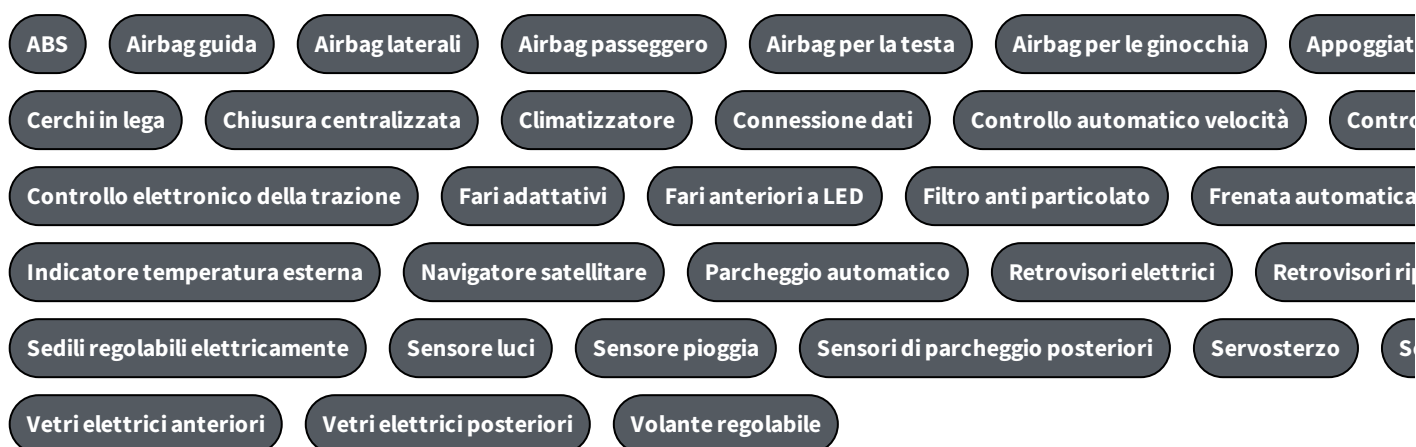 ABS Airbag guida Airbag laterali Airbag passeggero Airbag per la testa Airbag per le ginocchia
Cerchi in lega Chiusura centralizzata Climatizzatore Connessione dati Controllo automatico velocità
Controllo elettronico della trazione Fari adattativi Fari anteriori a LED Filtro anti particolato Frenata automatica
Indicatore temperatura esterna Navigatore satellitare Parcheggio automatico Retrovisori elettrici Retrovisori
Sedili regolabili elettricamente Sensore luci Sensore pioggia Sensori di parcheggio posteriori Servosterzo
Vetri elettrici anteriori Vetri elettrici posteriori Volante regolabile